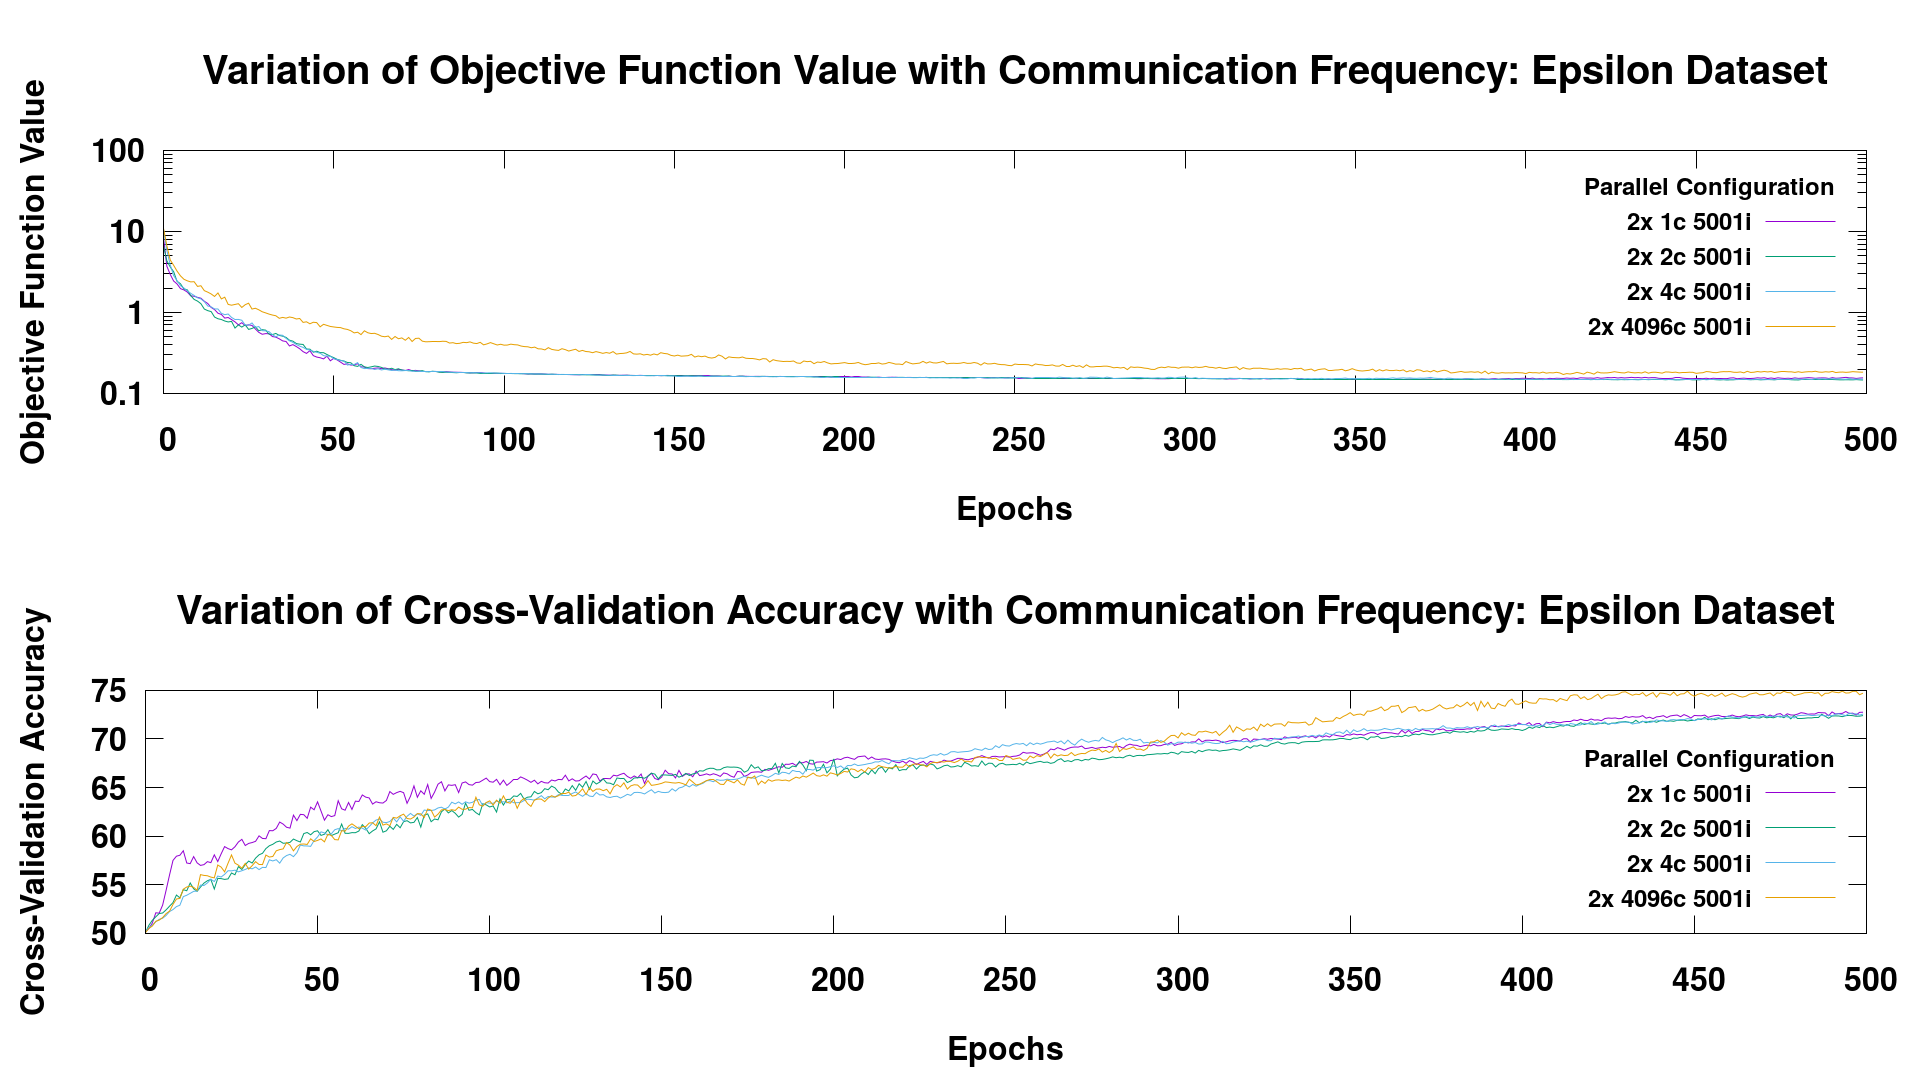 Variation of Objective Function Value with Communication Frequency: Epsilon Dataset
Objective Function Value
100
10
1
0.1
Parallel Configuration
2x 1c 5001i
2x 2c 5001i
2x 4c 5001i
2x 4096c 5001i
0 50 100 150 200 250 300 350 400 450 500
Epochs
Variation of Cross-Validation Accuracy with Communication Frequency: Epsilon Dataset
Cross-Validation Accuracy
75
70
65
60
55
50
Parallel Configuration
2x 1c 5001i
2x 2c 5001i
2x 4c 5001i
2x 4096c 5001i
0 50 100 150 200 250 300 350 400 450 500
Epochs